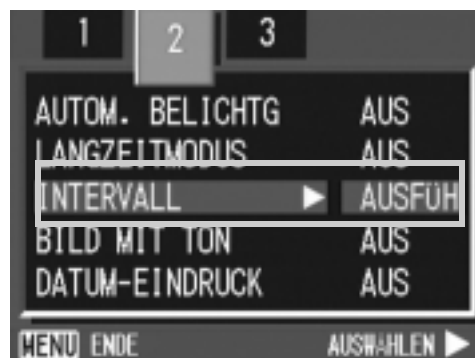 1 2 3
AUTOM. BELICHTG AUS
LANGZEITMODUS AUS
INTERVALL ▶ AUSFÜH
BILD MIT TON AUS
DATUM-EINDRUCK AUS
MENU ENDE AUSWÄHLEN ▶